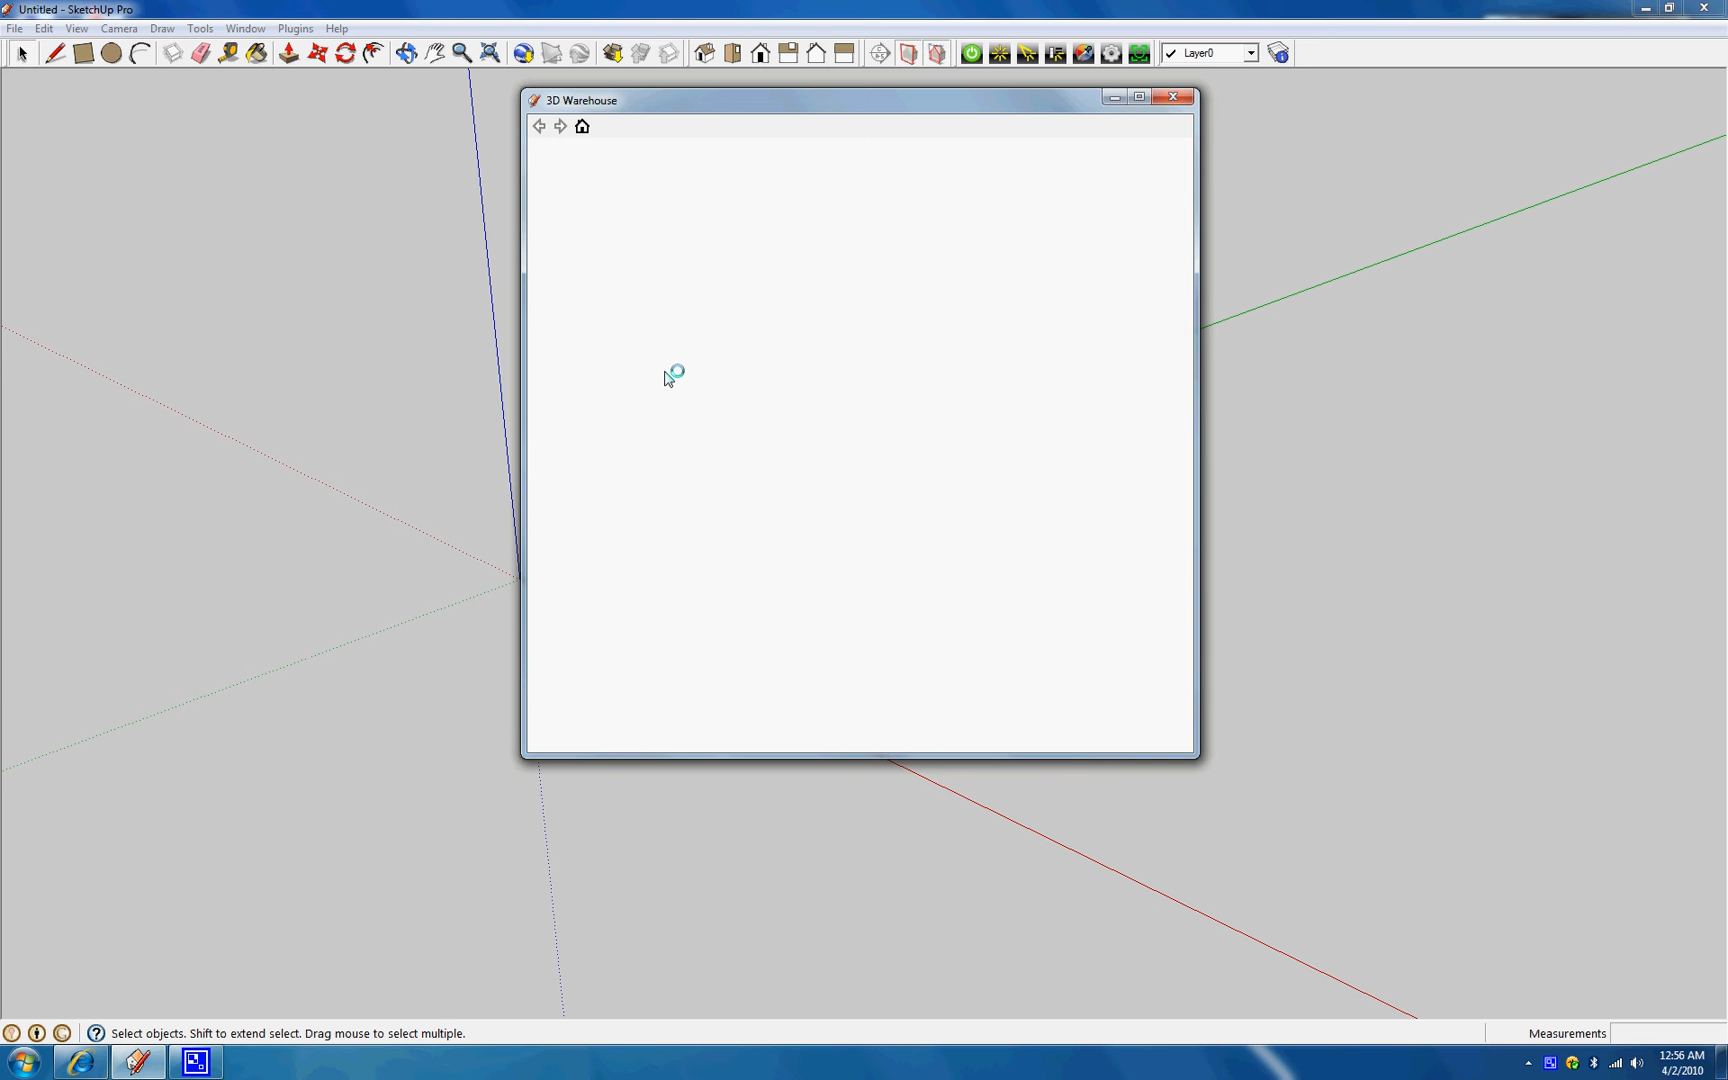 Untitled - SketchUp Pro
File Edit View Camera Draw Tools Window Plugins Help
Layer0
3D Warehouse
Select objects. Shift to extend select. Drag mouse to select multiple.
Measurements
12:56 AM
4/2/2010